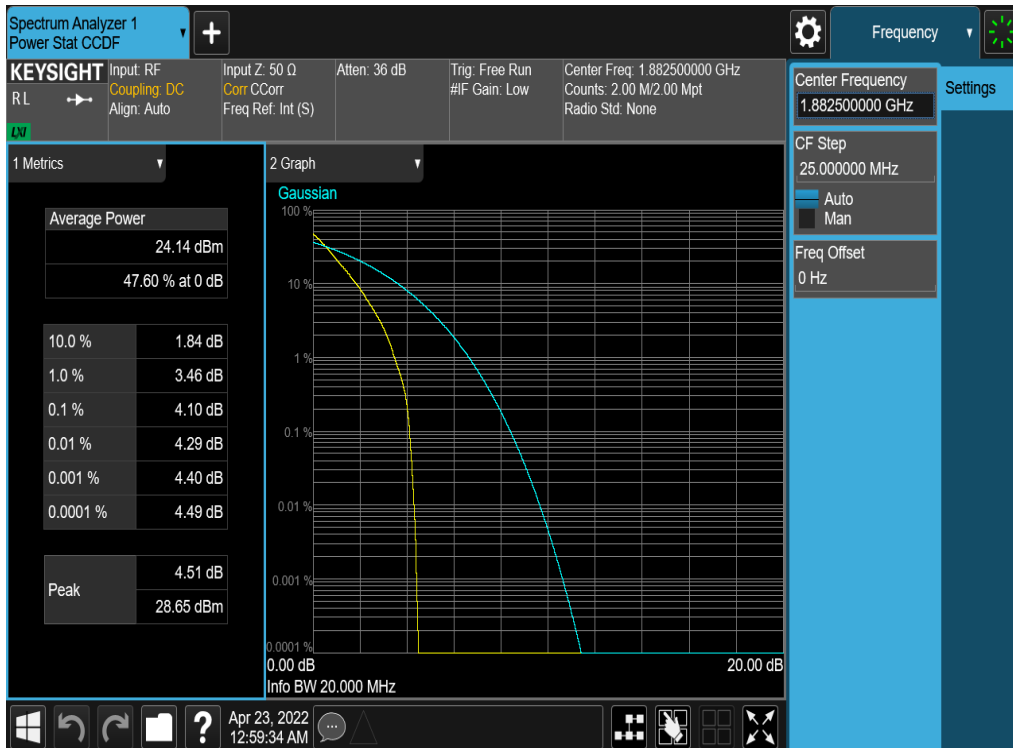 Spectrum Analyzer 1
Power Stat CCDF
Frequency
KEYSIGHT
RL
LXI
Input: RF
Coupling: DC
Align: Auto
Input Z: 50 Ω
Corr CCorr
Freq Ref: Int (S)
Atten: 36 dB
Trig: Free Run
#IF Gain: Low
Center Freq: 1.882500000 GHz
Counts: 2.00 M/2.00 Mpt
Radio Std: None
Center Frequency
1.882500000 GHz
Settings
CF Step
25.000000 MHz
Auto
Man
Freq Offset
0 Hz
1 Metrics
Average Power
24.14 dBm
47.60 % at 0 dB
10.0 % 1.84 dB
1.0 % 3.46 dB
0.1 % 4.10 dB
0.01 % 4.29 dB
0.001 % 4.40 dB
0.0001 % 4.49 dB
Peak
4.51 dB
28.65 dBm
2 Graph
Gaussian
100 %
10 %
1 %
0.1 %
0.01 %
0.001 %
0.0001 %
0.00 dB 20.00 dB
Info BW 20.000 MHz
?
Apr 23, 2022
12:59:34 AM